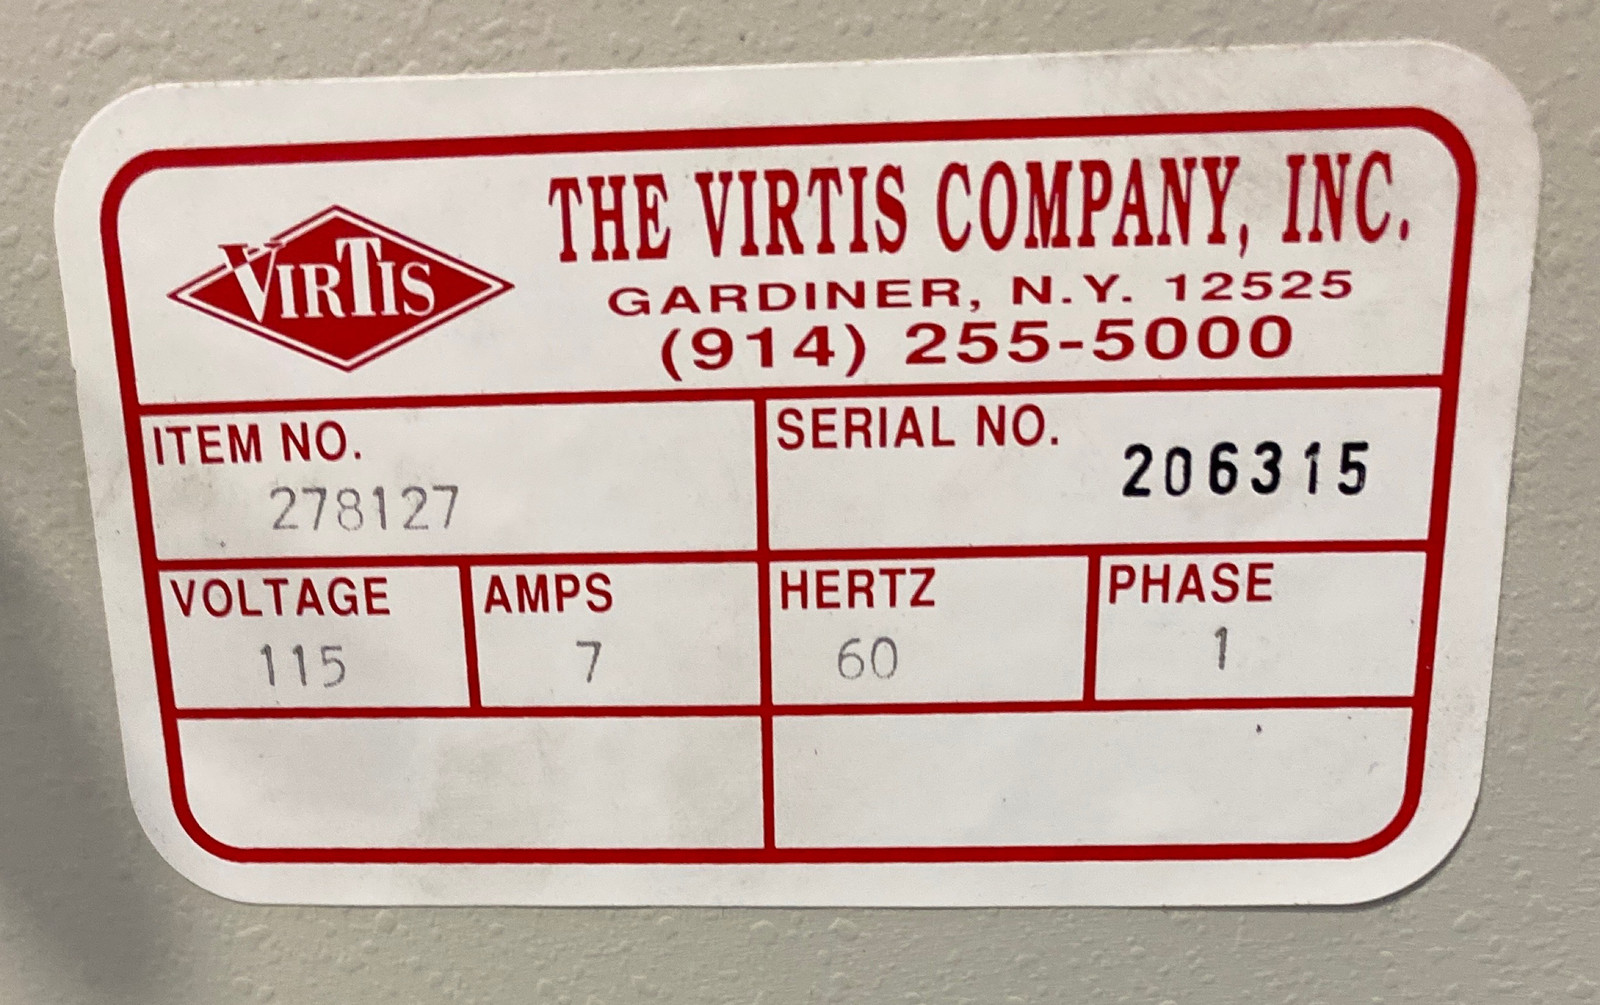 VIRTIS
THE VIRTIS COMPANY, INC.
GARDINER, N.Y. 12525
(914) 255-5000
ITEM NO.
278127
SERIAL NO.
206315
VOLTAGE
115
AMPS
7
HERTZ
60
PHASE
1